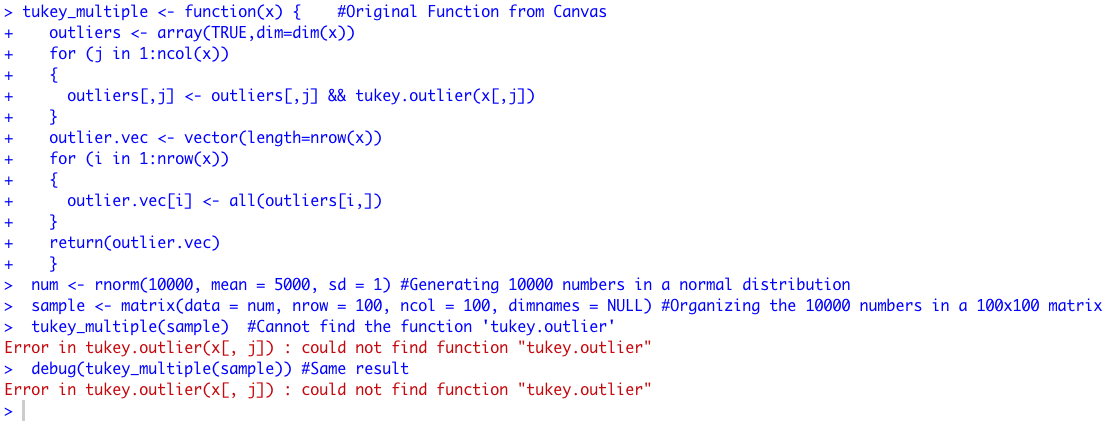 > tukey_multiple <- function(x) {    #Original Function from Canvas
+    outliers <- array(TRUE,dim=dim(x))
+    for (j in 1:ncol(x))
+    {
+      outliers[,j] <- outliers[,j] && tukey.outlier(x[,j])
+    }
+    outlier.vec <- vector(length=nrow(x))
+    for (i in 1:nrow(x))
+    {
+      outlier.vec[i] <- all(outliers[i,])
+    }
+    return(outlier.vec)
+    }
>  num <- rnorm(10000, mean = 5000, sd = 1) #Generating 10000 numbers in a normal distribution
>  sample <- matrix(data = num, nrow = 100, ncol = 100, dimnames = NULL) #Organizing the 10000 numbers in a 100x100 matrix
>  tukey_multiple(sample)  #Cannot find the function 'tukey.outlier'
Error in tukey.outlier(x[, j]) : could not find function "tukey.outlier"
>  debug(tukey_multiple(sample)) #Same result
Error in tukey.outlier(x[, j]) : could not find function "tukey.outlier"
>